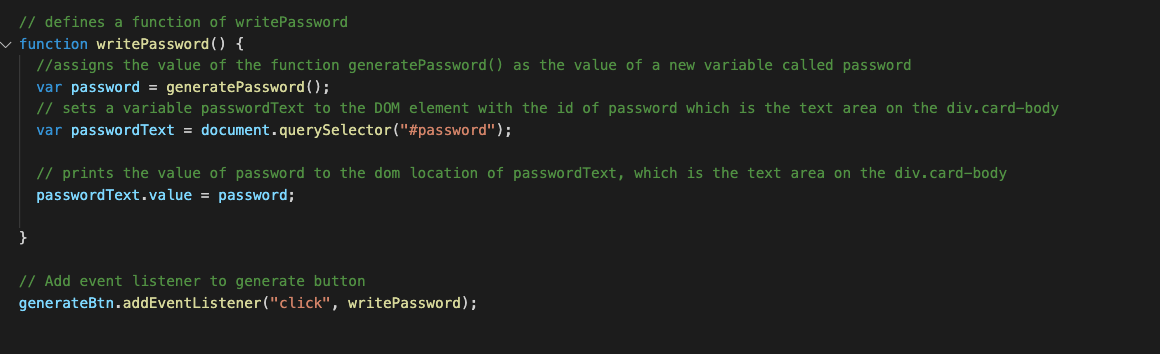 // defines a function of writePassword
function writePassword() {
//assigns the value of the function generatePassword() as the value of a new variable called password
var password = generatePassword();
// sets a variable passwordText to the DOM element with the id of password which is the text area on the div.card-body
var passwordText = document.querySelector("#password");
// prints the value of password to the dom location of passwordText, which is the text area on the div.card-body
passwordText.value = password;
}
// Add event listener to generate button
generateBtn.addEventListener("click", writePassword);